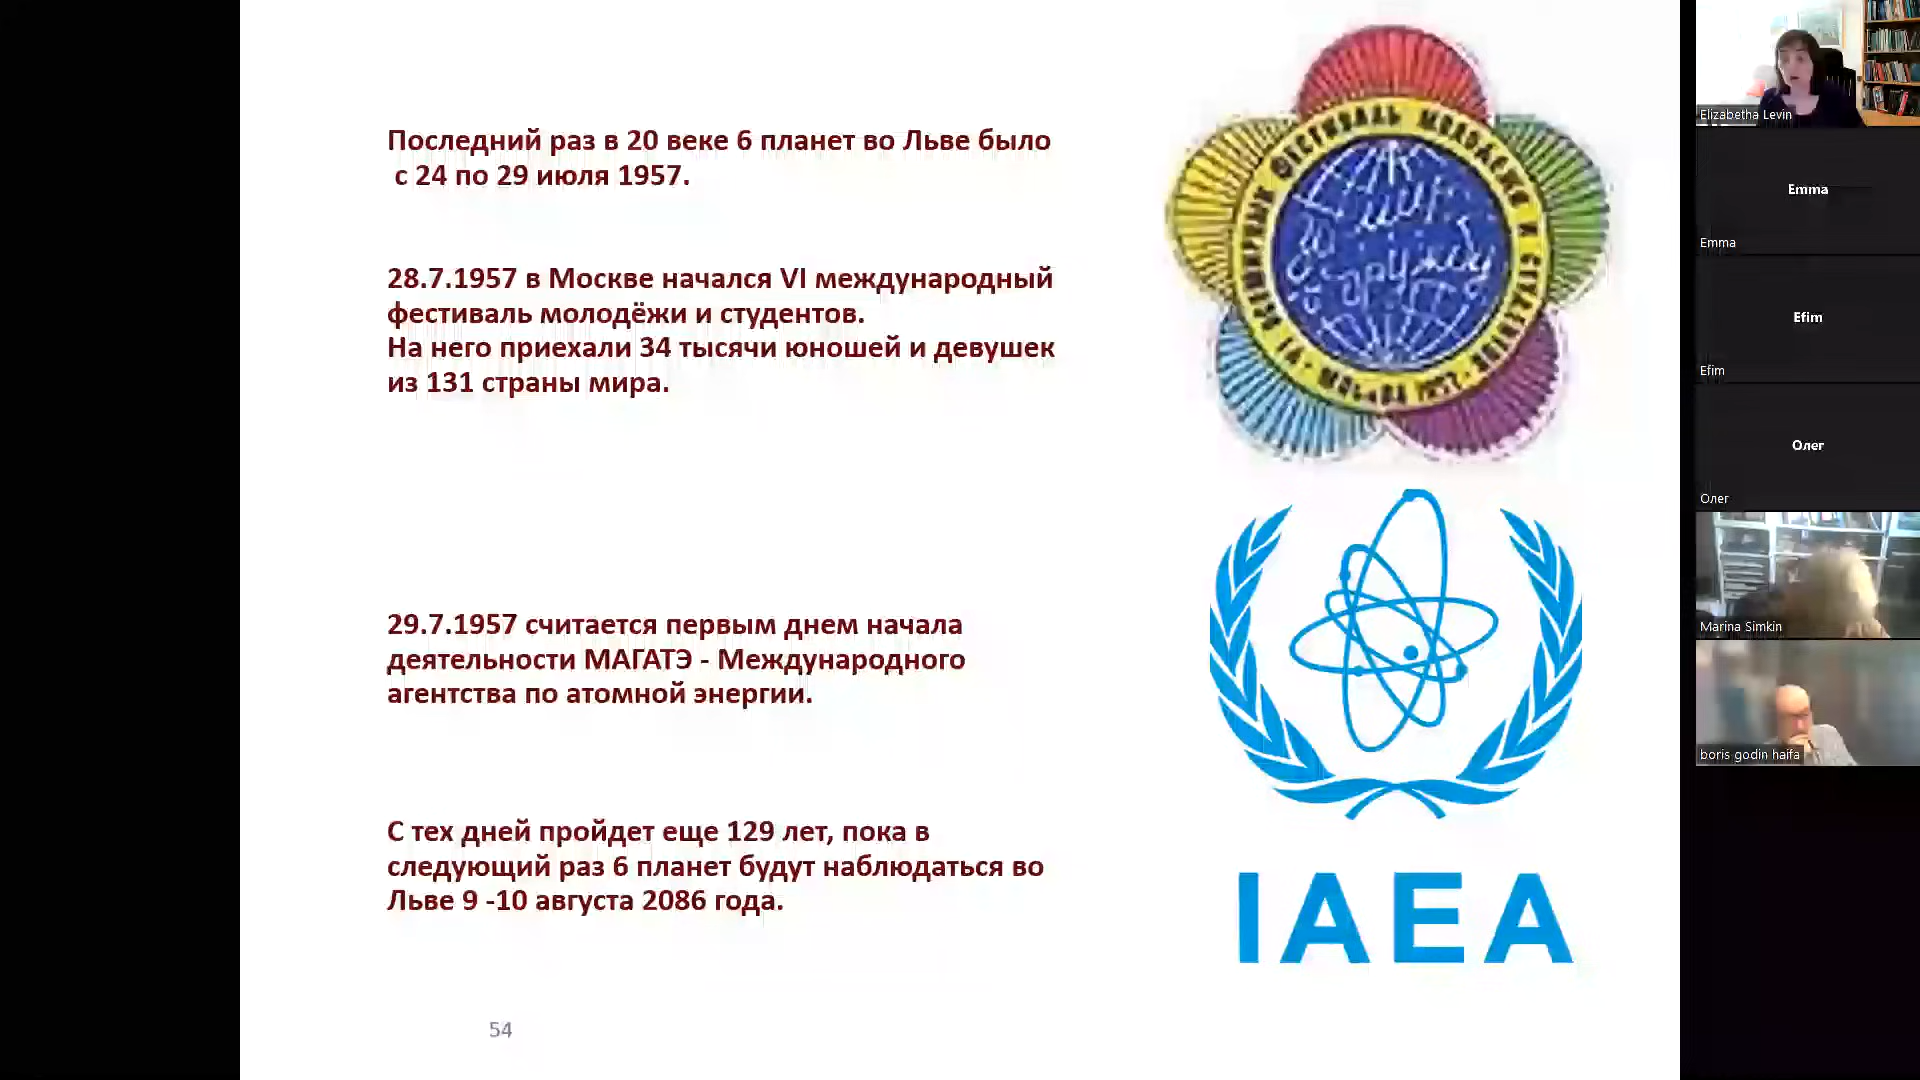 Последний раз в 20 веке 6 планет во Льве было
с 24 по 29 июля 1957.
28.7.1957 в Москве начался VI международный
фестиваль молодёжи и студентов.
На него приехали 34 тысячи юношей и девушек
из 131 страны мира.
29.7.1957 считается первым днем начала
деятельности МАГАТЭ - Международного
агентства по атомной энергии.
С тех дней пройдет еще 129 лет, пока в
следующий раз 6 планет будут наблюдаться во
Льве 9 -10 августа 2086 года.
54
ФЕСТИВАЛЬ МОЛОДЕЖИ И
МОСКВА 1957
IAEA
Elizabetha Levin
Emma
Emma
Efim
Efim
Олег
Олег
Marina Simkin
boris godin haifa